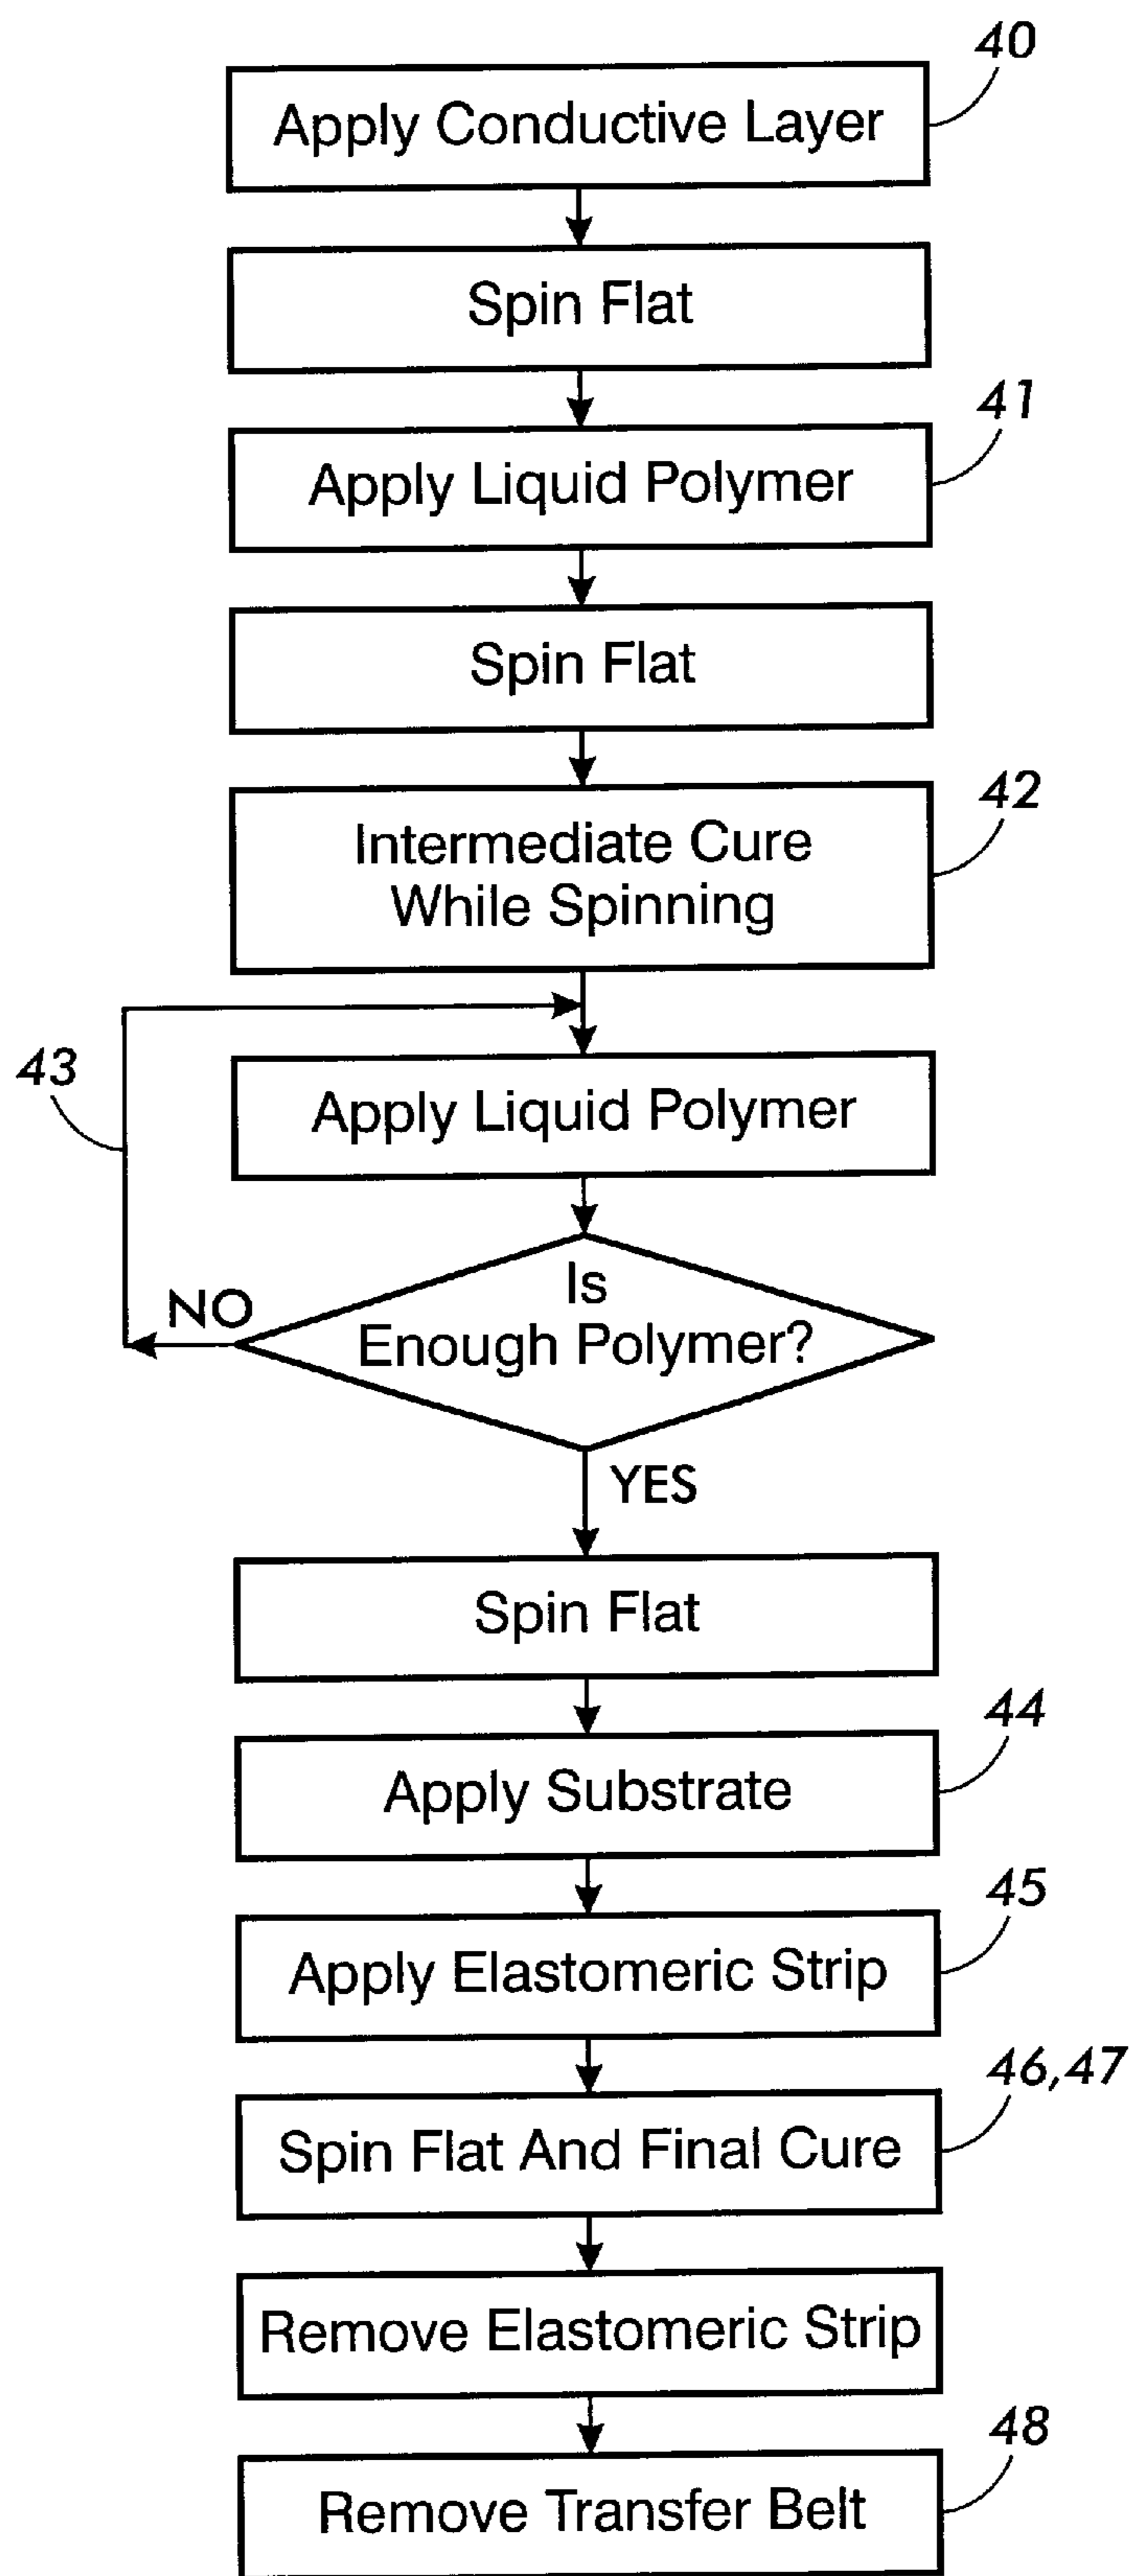 40
Apply Conductive Layer
Spin Flat
41
Apply Liquid Polymer
Spin Flat
42
Intermediate Cure
While Spinning
43
Apply Liquid Polymer
Is
Enough Polymer?
NO
YES
Spin Flat
44
Apply Substrate
45
Apply Elastomeric Strip
46,47
Spin Flat And Final Cure
Remove Elastomeric Strip
48
Remove Transfer Belt